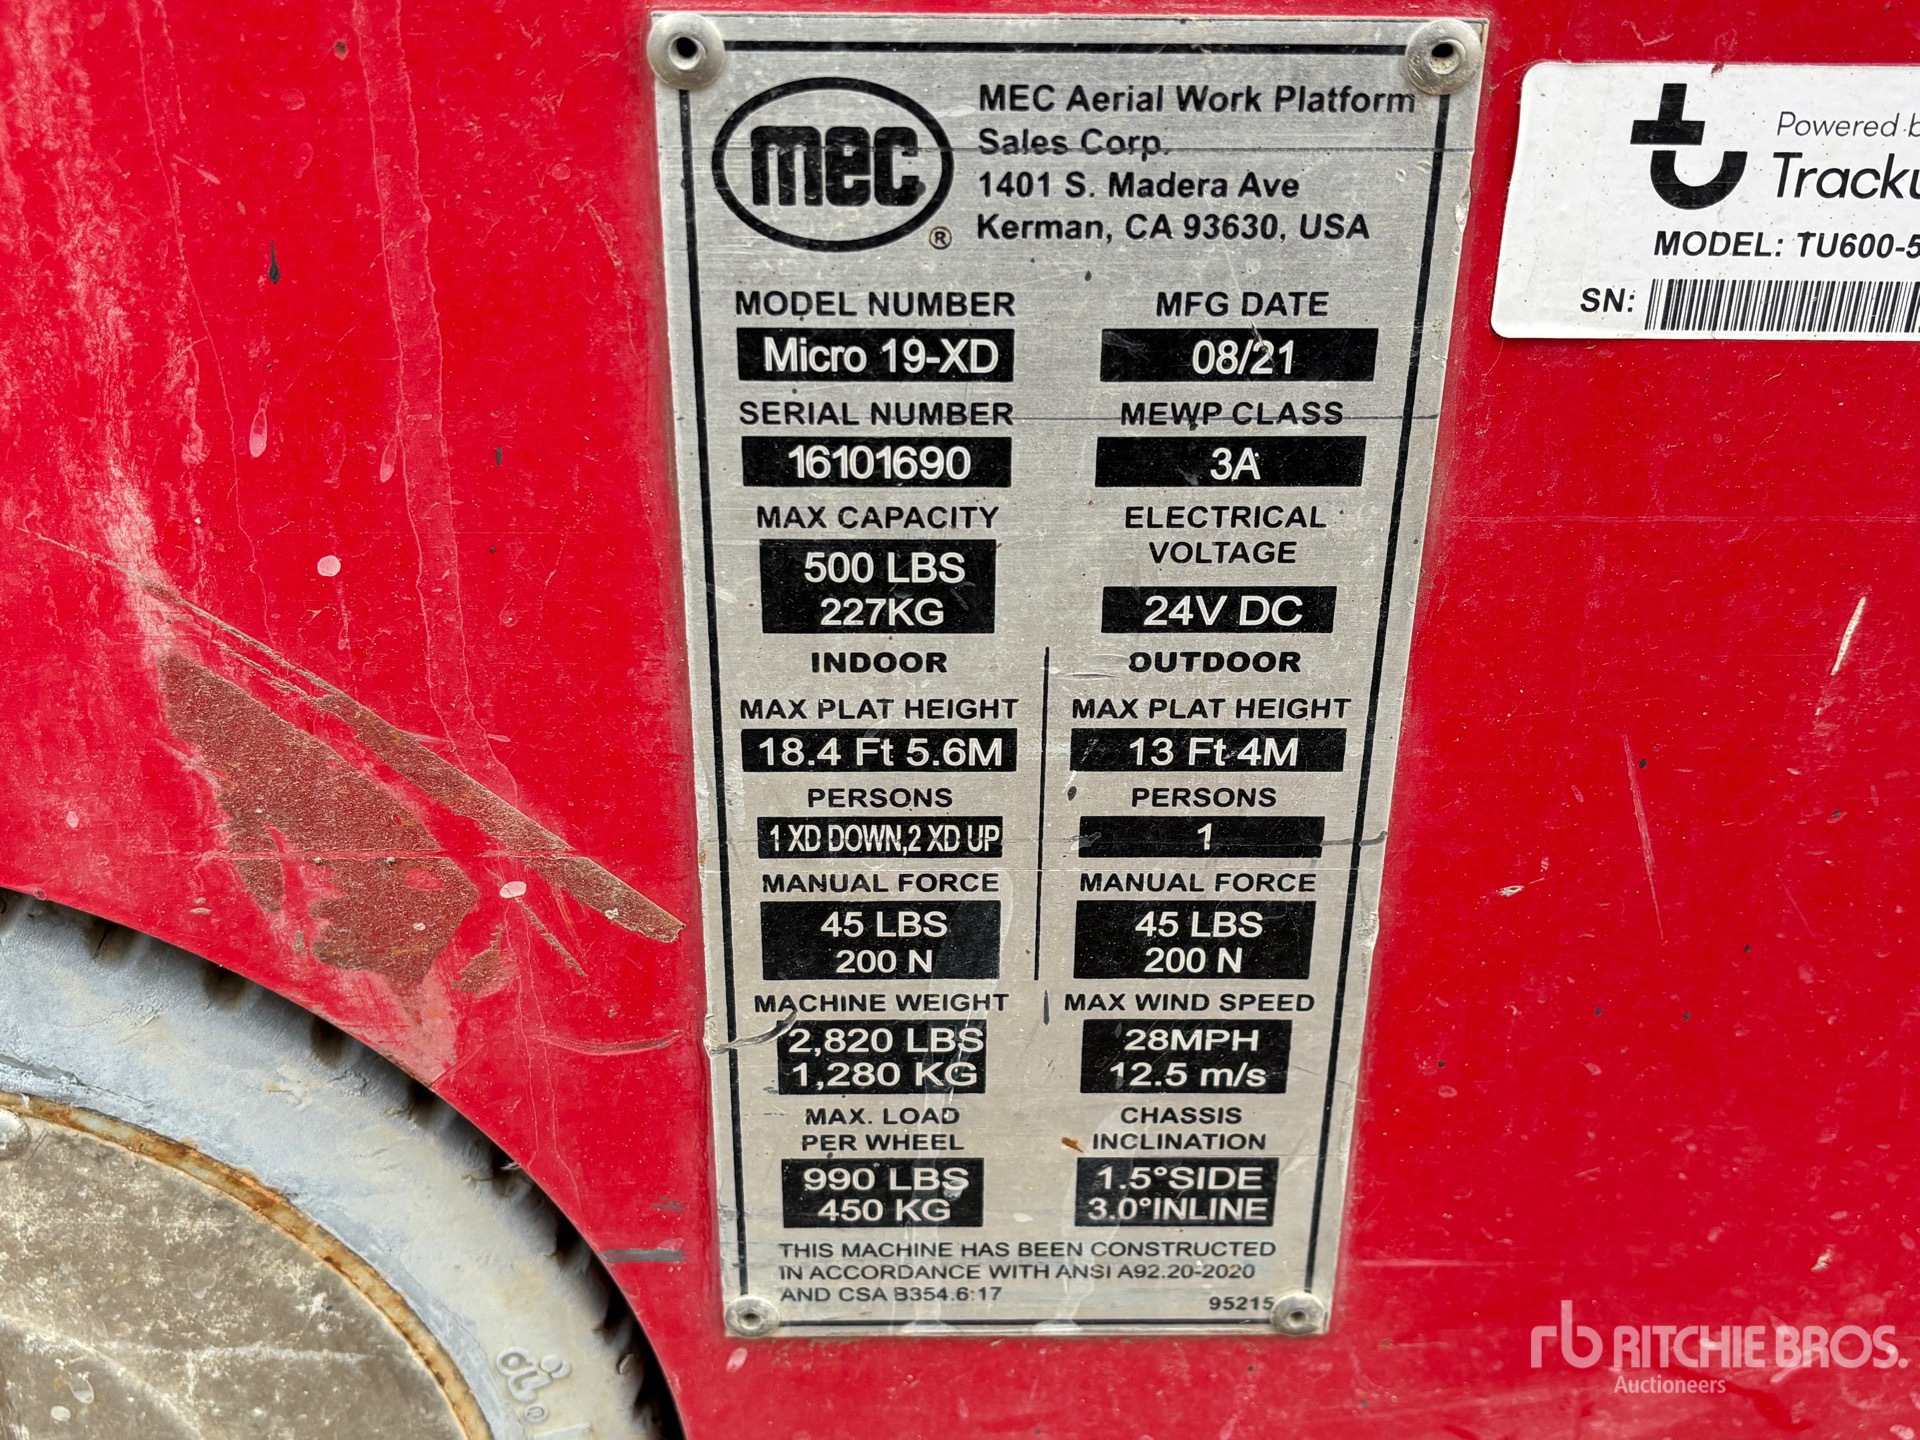 mec
®
MEC Aerial Work Platform
Sales Corp.
1401 S. Madera Ave
Kerman, CA 93630, USA
MODEL NUMBER
Micro 19-XD
MFG DATE
08/21
SERIAL NUMBER
16101690
MEWP CLASS
3A
MAX CAPACITY
500 LBS
227KG
ELECTRICAL
VOLTAGE
24V DC
INDOOR
OUTDOOR
MAX PLAT HEIGHT
18.4 Ft 5.6M
MAX PLAT HEIGHT
13 Ft 4M
PERSONS
1 XD DOWN,2 XD UP
PERSONS
1
MANUAL FORCE
45 LBS
200 N
MANUAL FORCE
45 LBS
200 N
MACHINE WEIGHT
2,820 LBS
1,280 KG
MAX WIND SPEED
28MPH
12.5 m/s
MAX. LOAD
PER WHEEL
990 LBS
450 KG
CHASSIS
INCLINATION
1.5°SIDE
3.0°INLINE
THIS MACHINE HAS BEEN CONSTRUCTED
IN ACCORDANCE WITH ANSI A92.20-2020
AND CSA B354.6:17
95215
Powered
MODEL: TU600-5
SN:
rb RITCHIE BROS.
Auctioneers